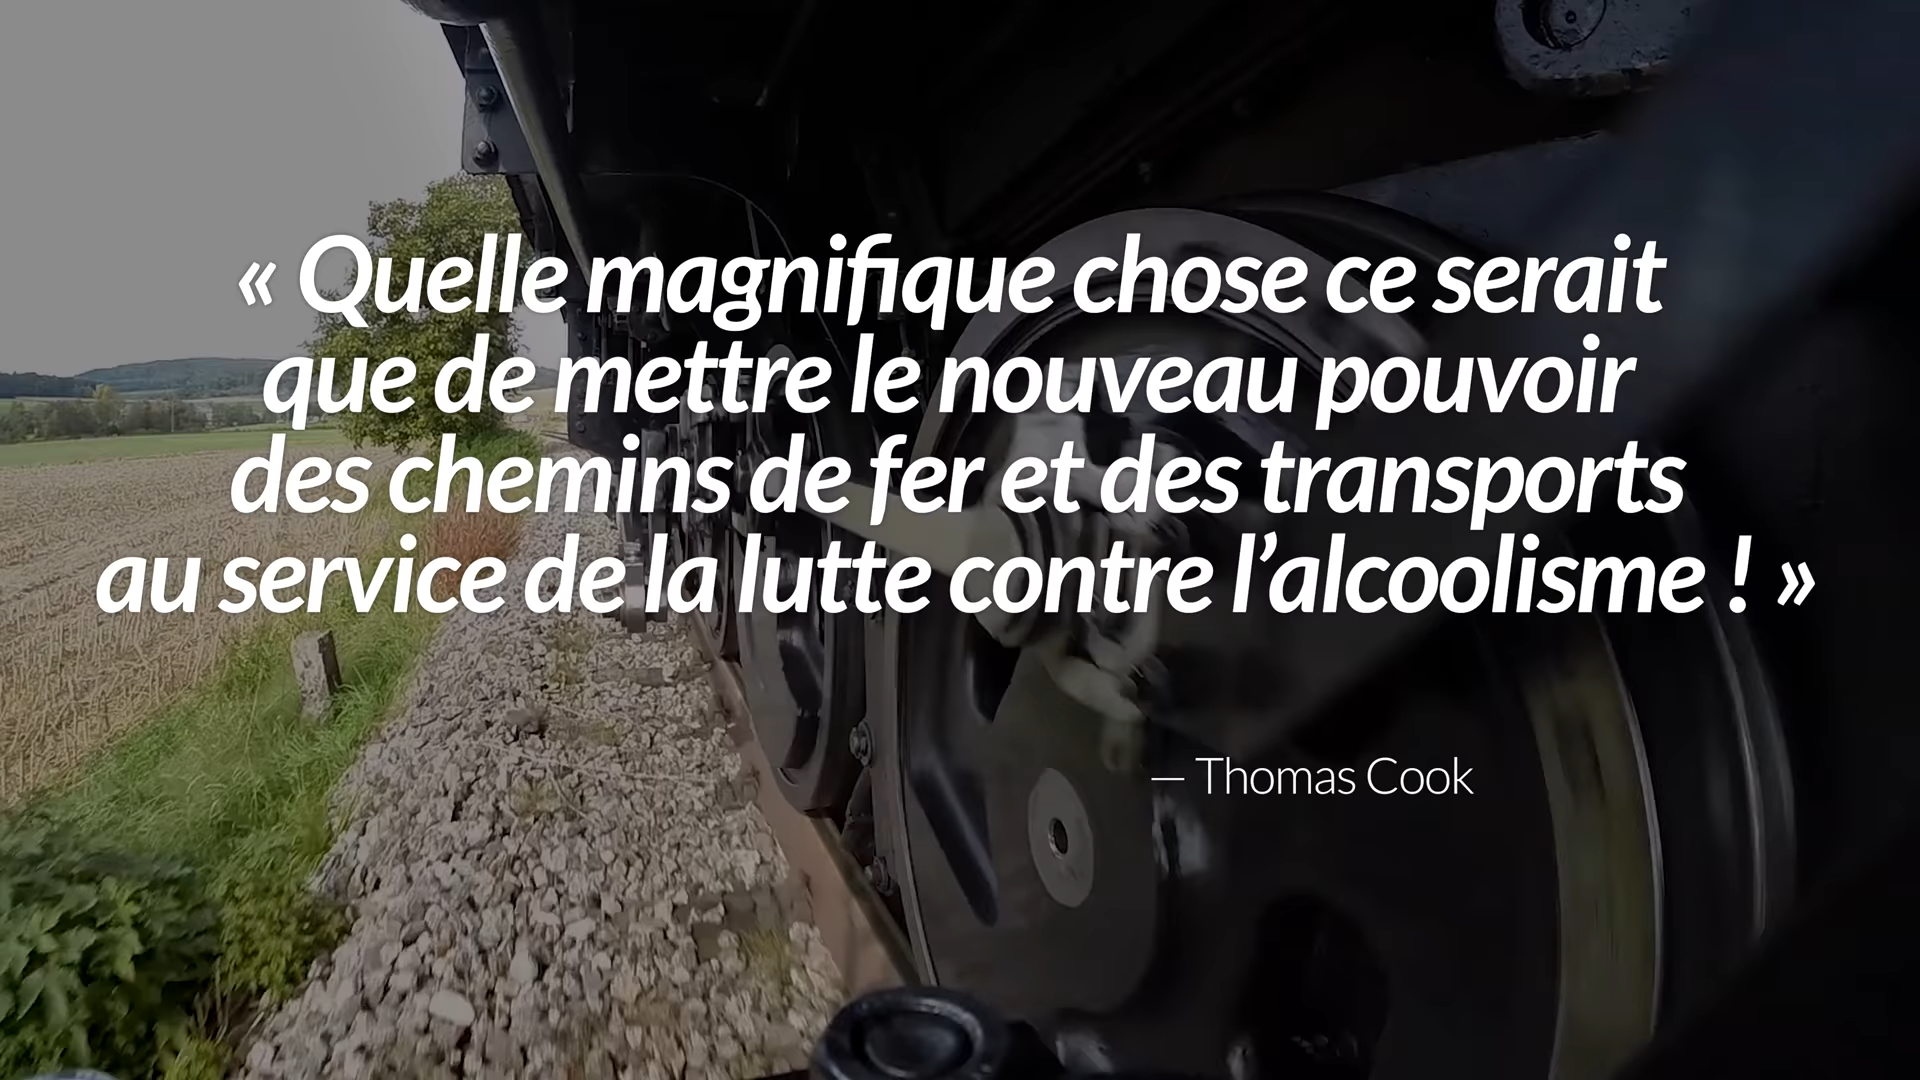 « Quelle magnifique chose ce serait
que de mettre le nouveau pouvoir
des chemins de fer et des transports
au service de la lutte contre l’alcoolisme ! »
— Thomas Cook